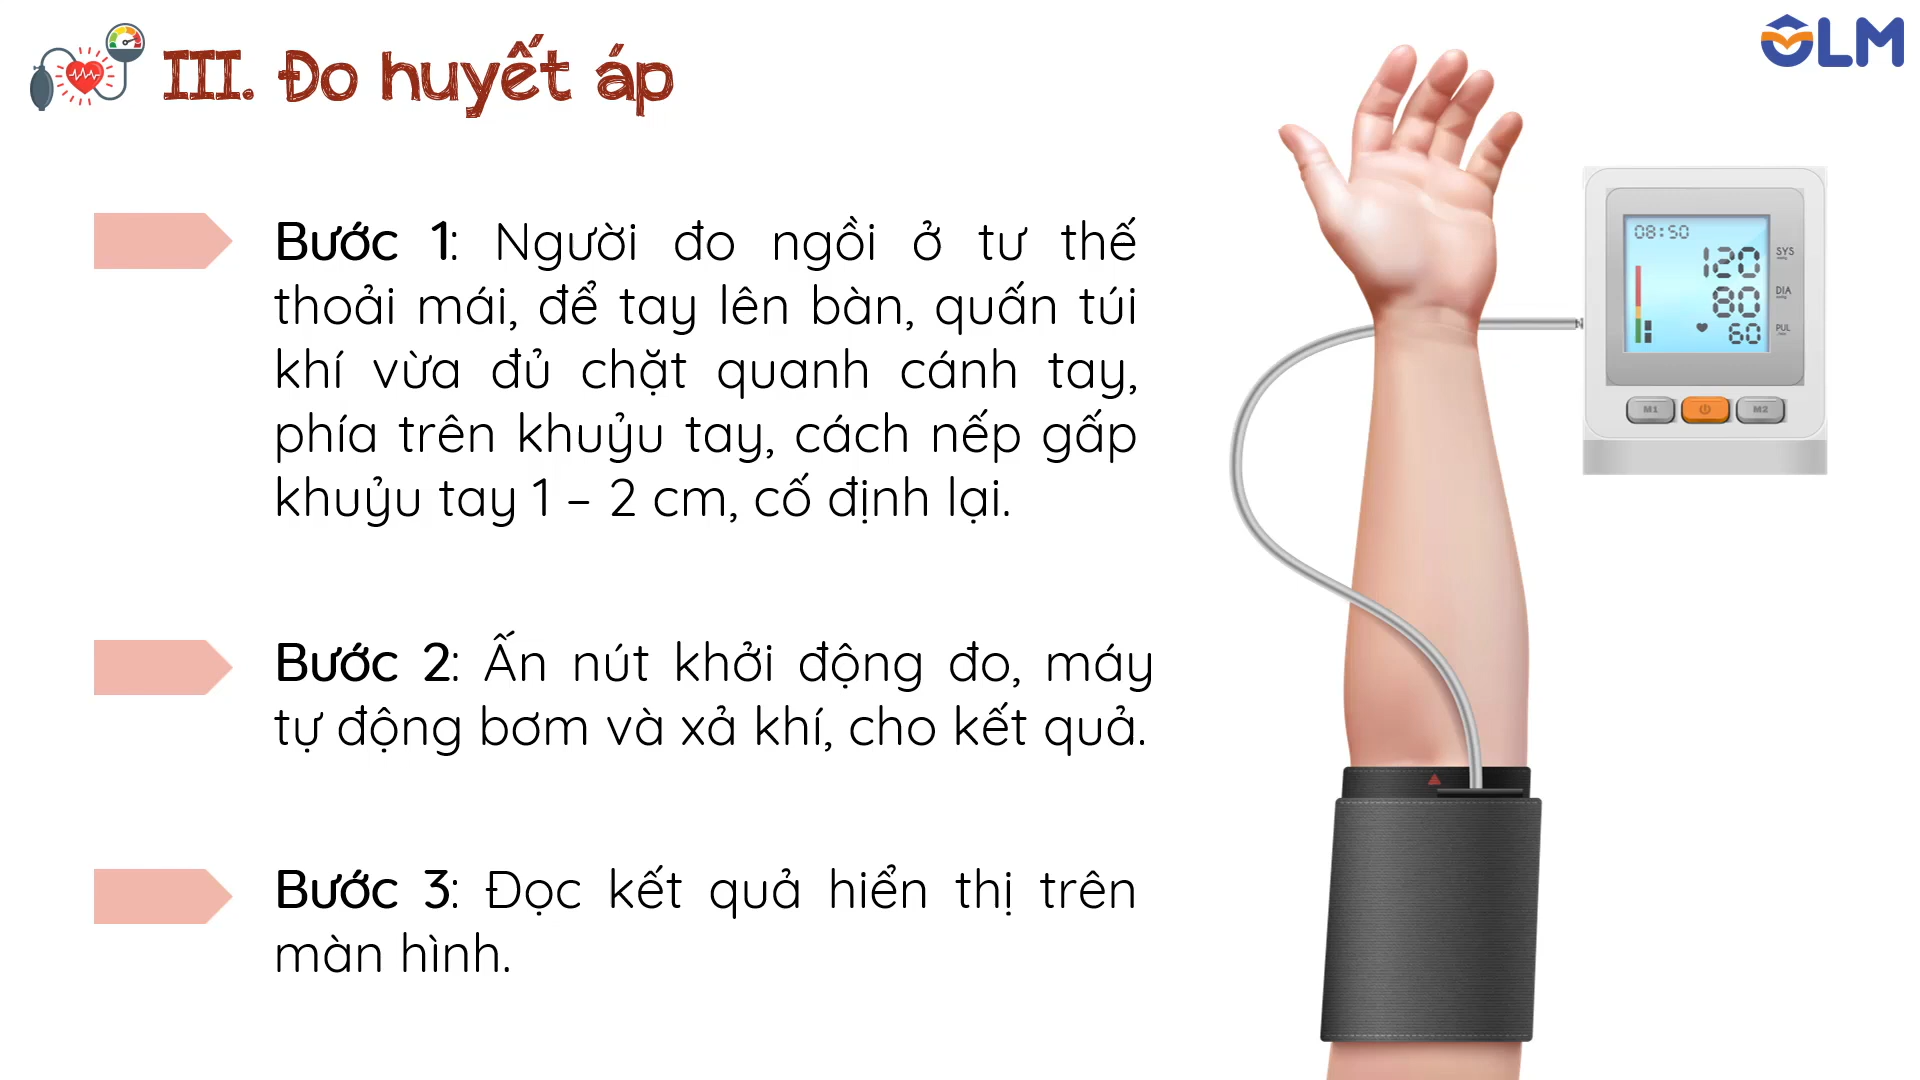 III. Đo huyết áp
OLM
Bước 1: Người đo ngồi ở tư thế
thoải mái, để tay lên bàn, quấn túi
khí vừa đủ chặt quanh cánh tay,
phía trên khuỷu tay, cách nếp gấp
khuỷu tay 1 – 2 cm, cố định lại.
Bước 2: Ấn nút khởi động đo, máy
tự động bơm và xả khí, cho kết quả.
Bước 3: Đọc kết quả hiển thị trên
màn hình.
08:50
120 SYS
80 DIA
60 PUL
M1 M2